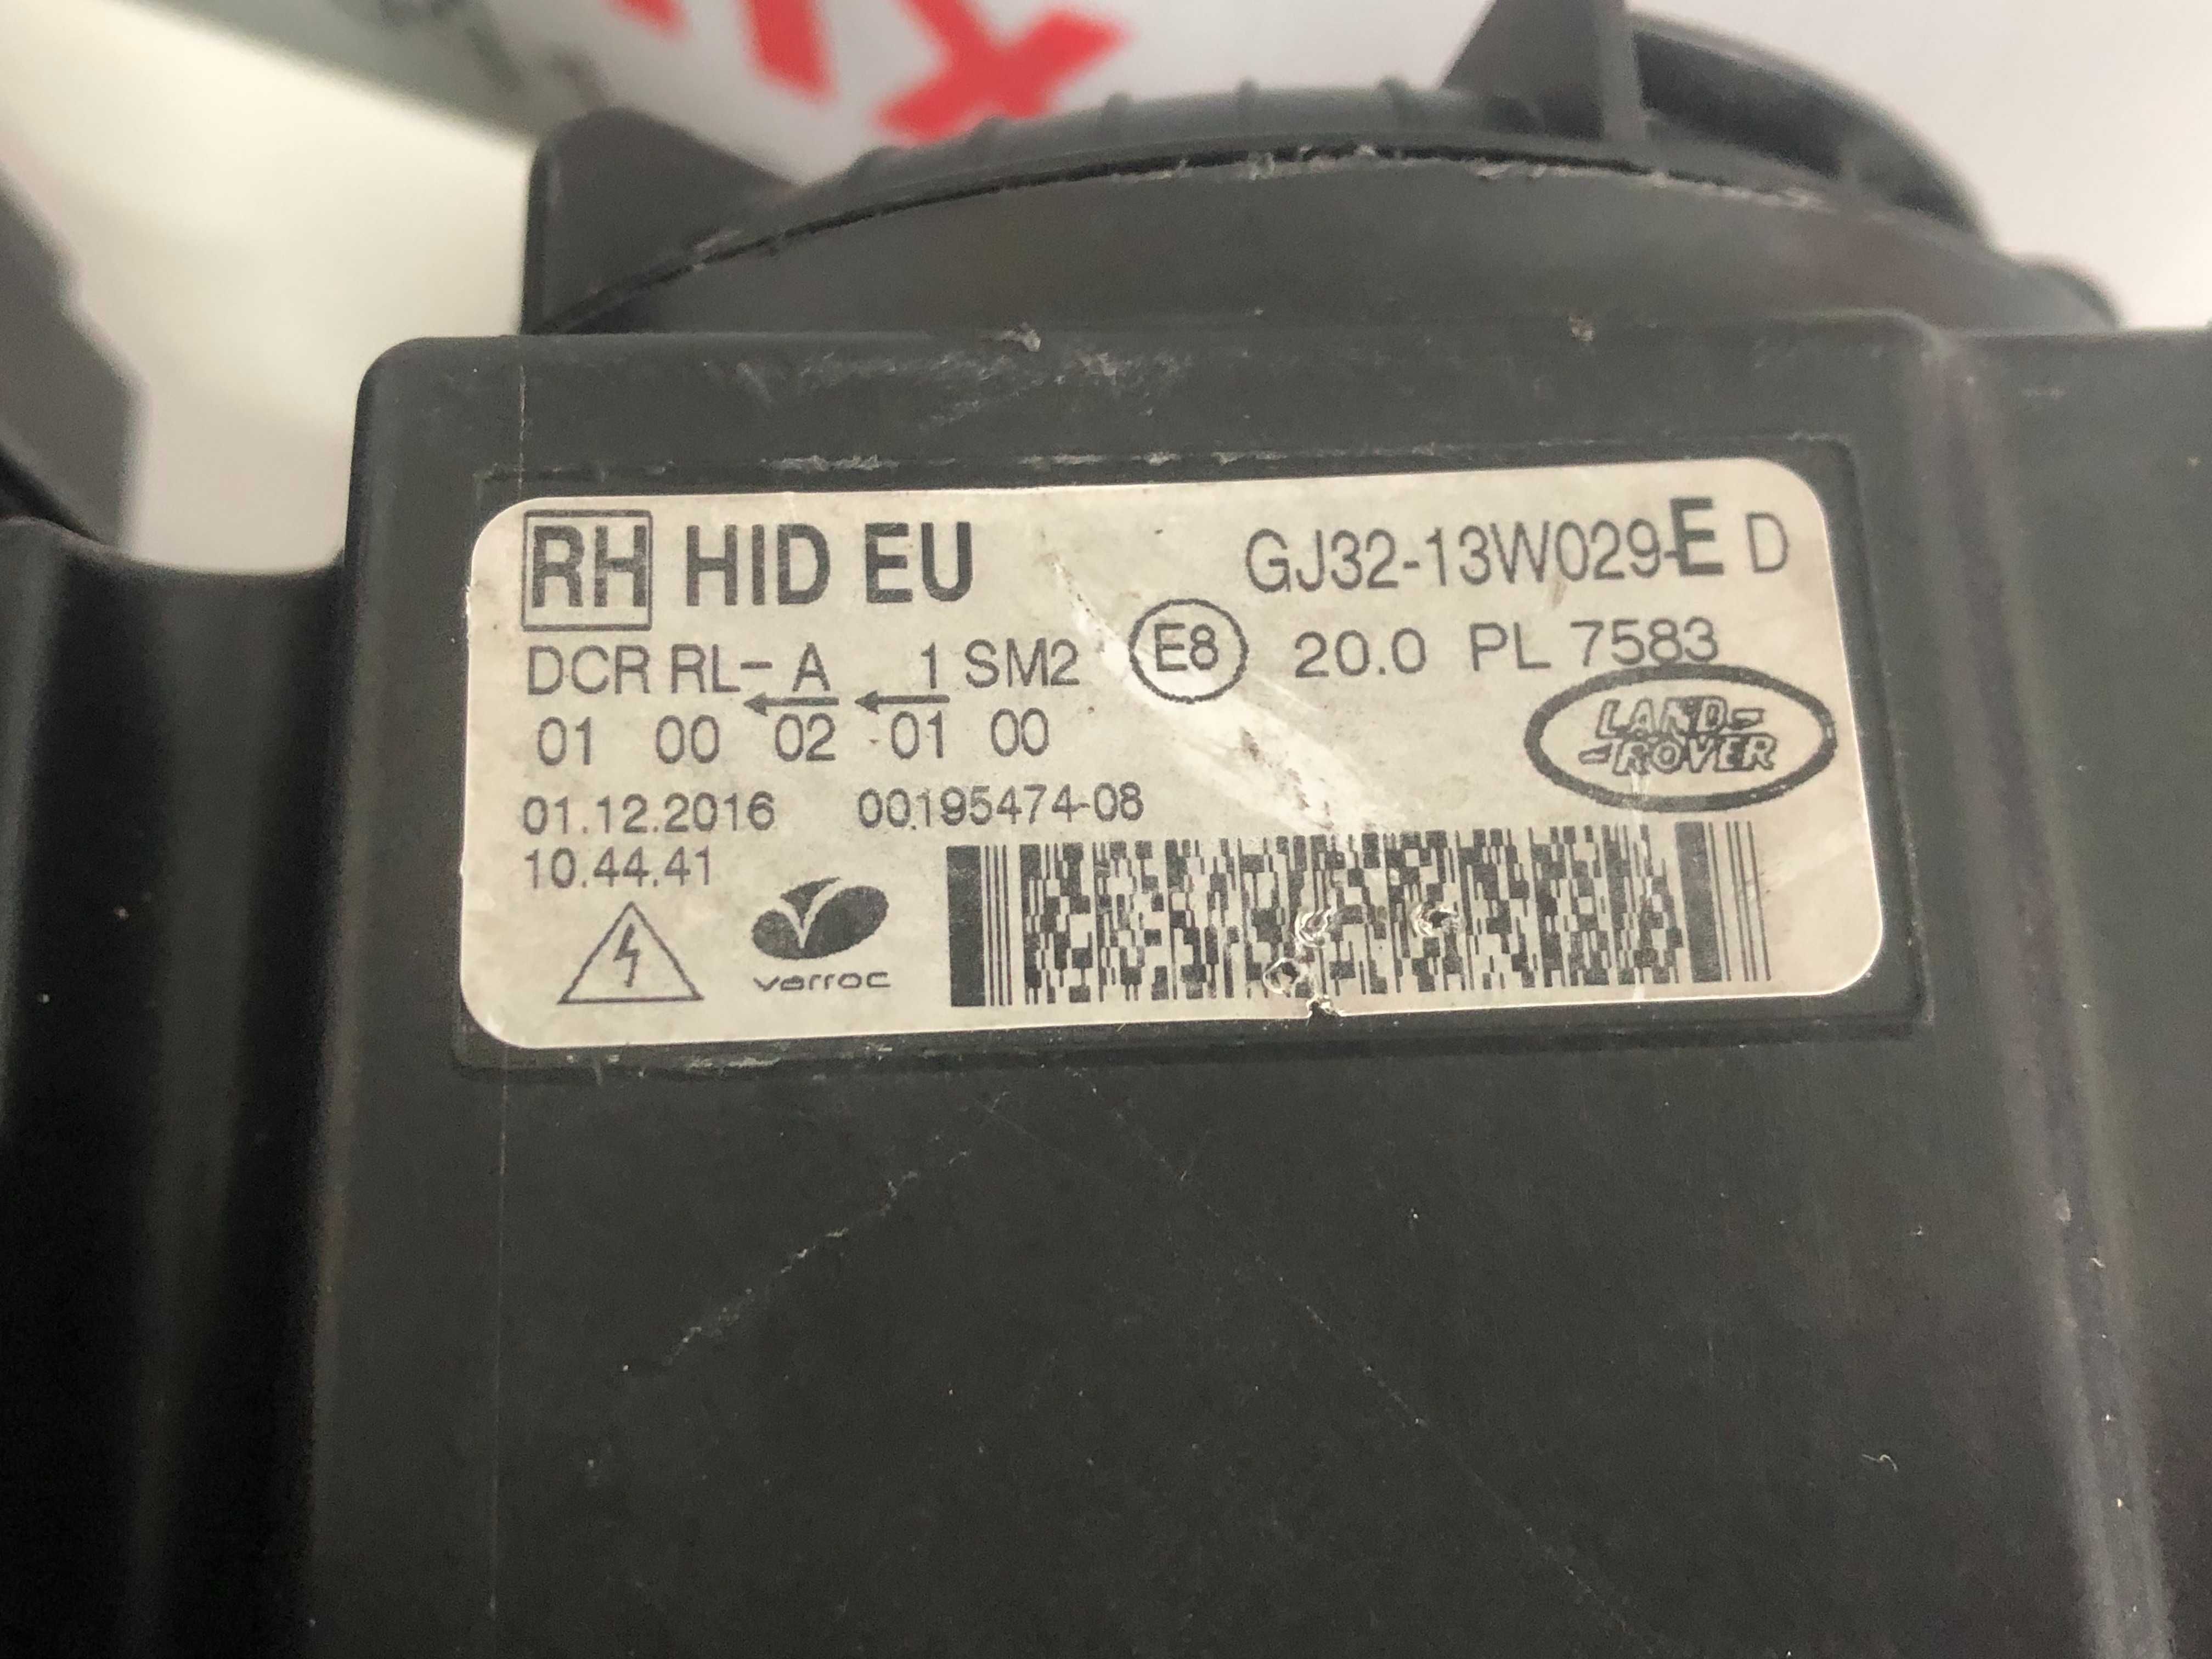 RH HID EU GJ32-13W029-E D
DCR RL- A 1 SM2 E8 20.0 PL 7583
01 00 02 01 00
LAND-
-ROVER
01.12.2016 00195474-08
10.44.41
varroc